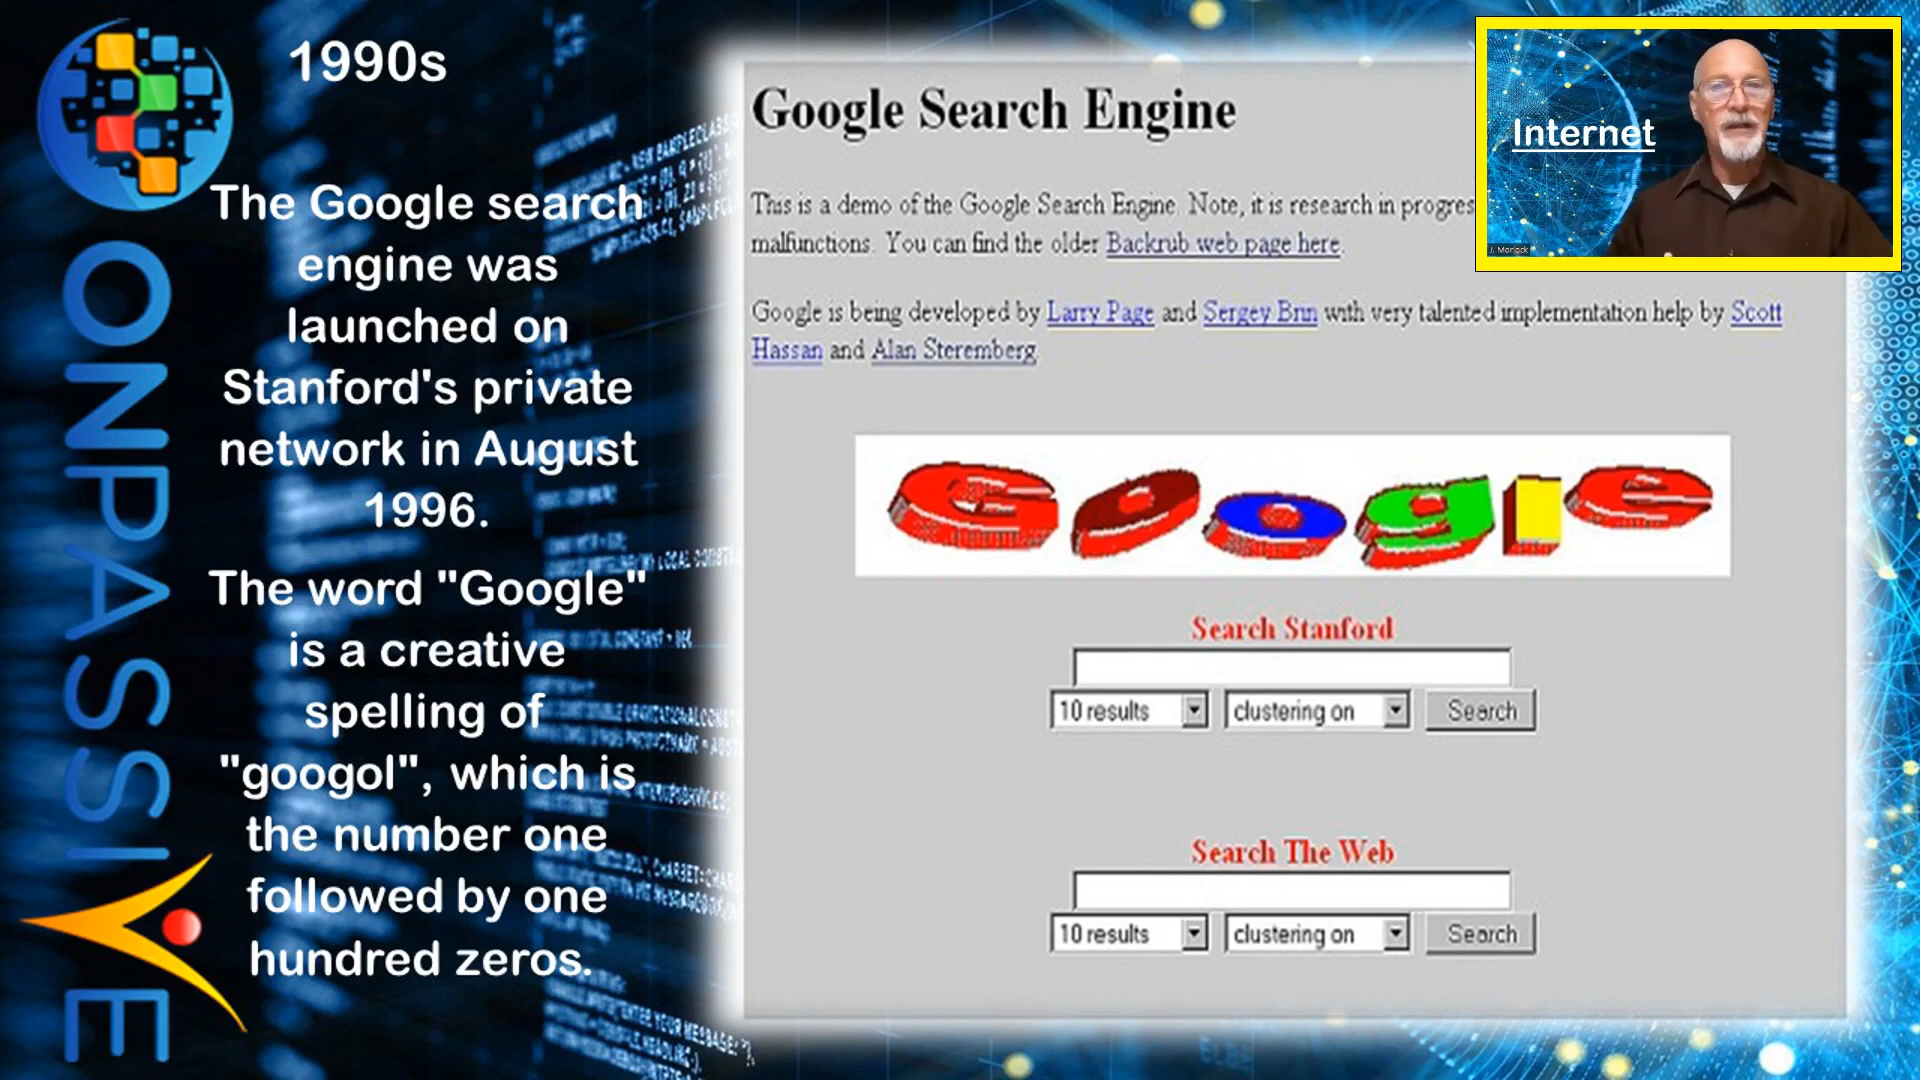 1990s
The Google search
engine was
launched on
Stanford's private
network in August
1996.
The word "Google"
is a creative
spelling of
"googol", which is
the number one
followed by one
hundred zeros.
ONPASSIVE
Google Search Engine
This is a demo of the Google Search Engine. Note, it is research in progres
malfunctions. You can find the older Backrub web page here.
Google is being developed by Larry Page and Sergey Brin with very talented implementation help by Scott
Hassan and Alan Steremberg.
Google
Search Stanford
10 results clustering on Search
Search The Web
10 results clustering on Search
Internet
J. Morlock